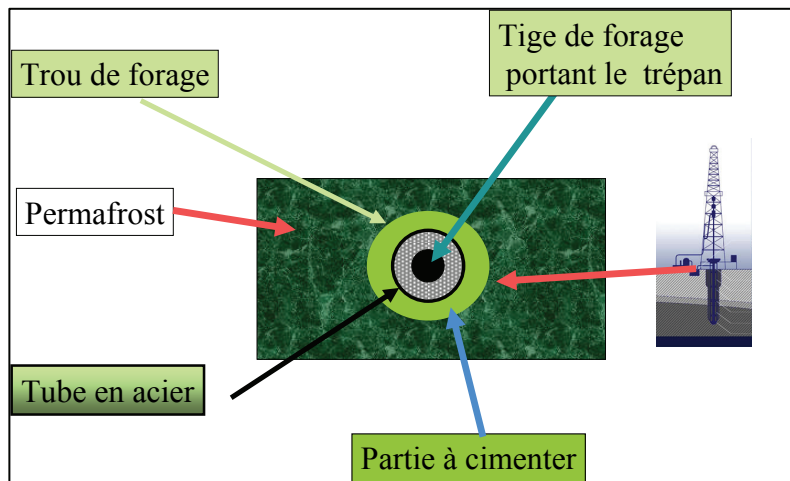 Trou de forage
Tige de forage
portant le trépan
Permafrost
Tube en acier
Partie à cimenter